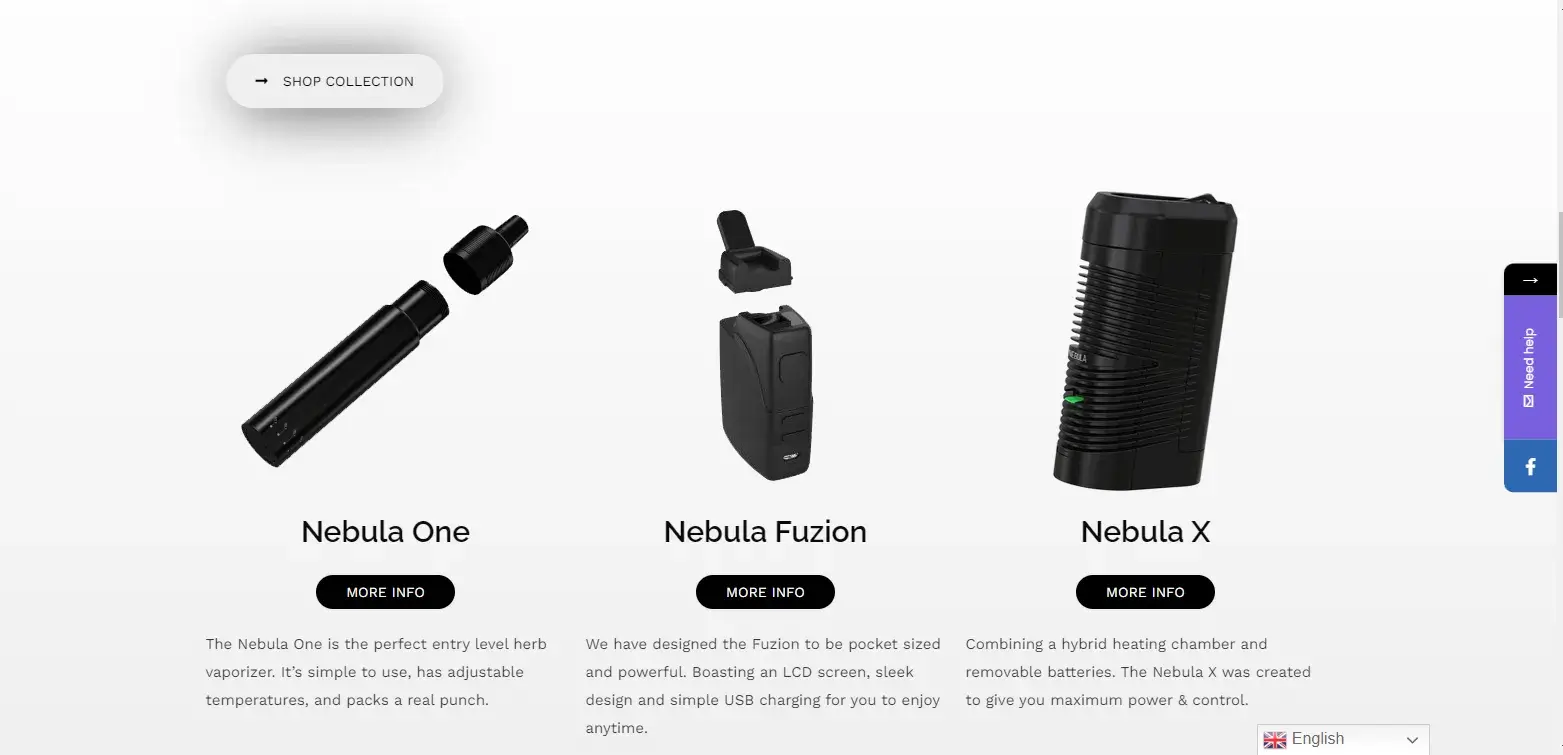 SHOP COLLECTION
NEBULA
Need help
Nebula One
Nebula Fuzion
Nebula X
MORE INFO
MORE INFO
MORE INFO
The Nebula One is the perfect entry level herb
vaporizer. It’s simple to use, has adjustable
temperatures, and packs a real punch.
We have designed the Fuzion to be pocket sized
and powerful. Boasting an LCD screen, sleek
design and simple USB charging for you to enjoy
anytime.
Combining a hybrid heating chamber and
removable batteries. The Nebula X was created
to give you maximum power & control.
English